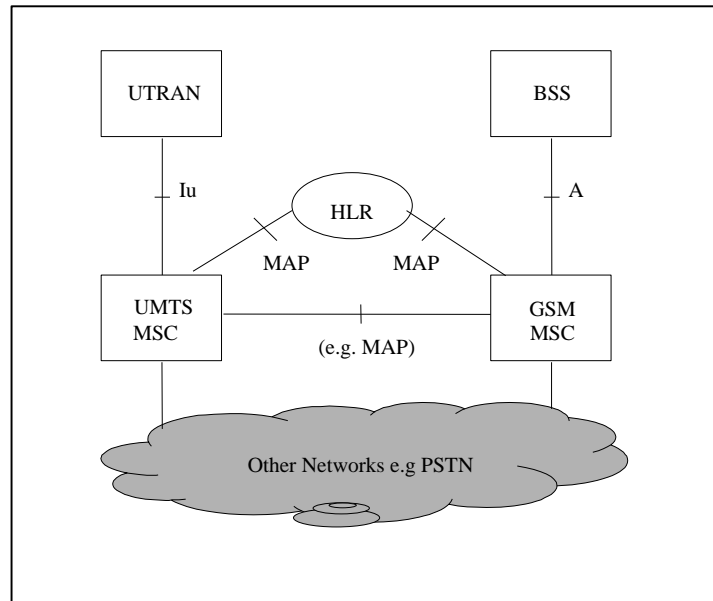 UTRAN
BSS
Iu
HLR
A
MAP
MAP
UMTS
MSC
GSM
MSC
(e.g. MAP)
Other Networks e.g PSTN